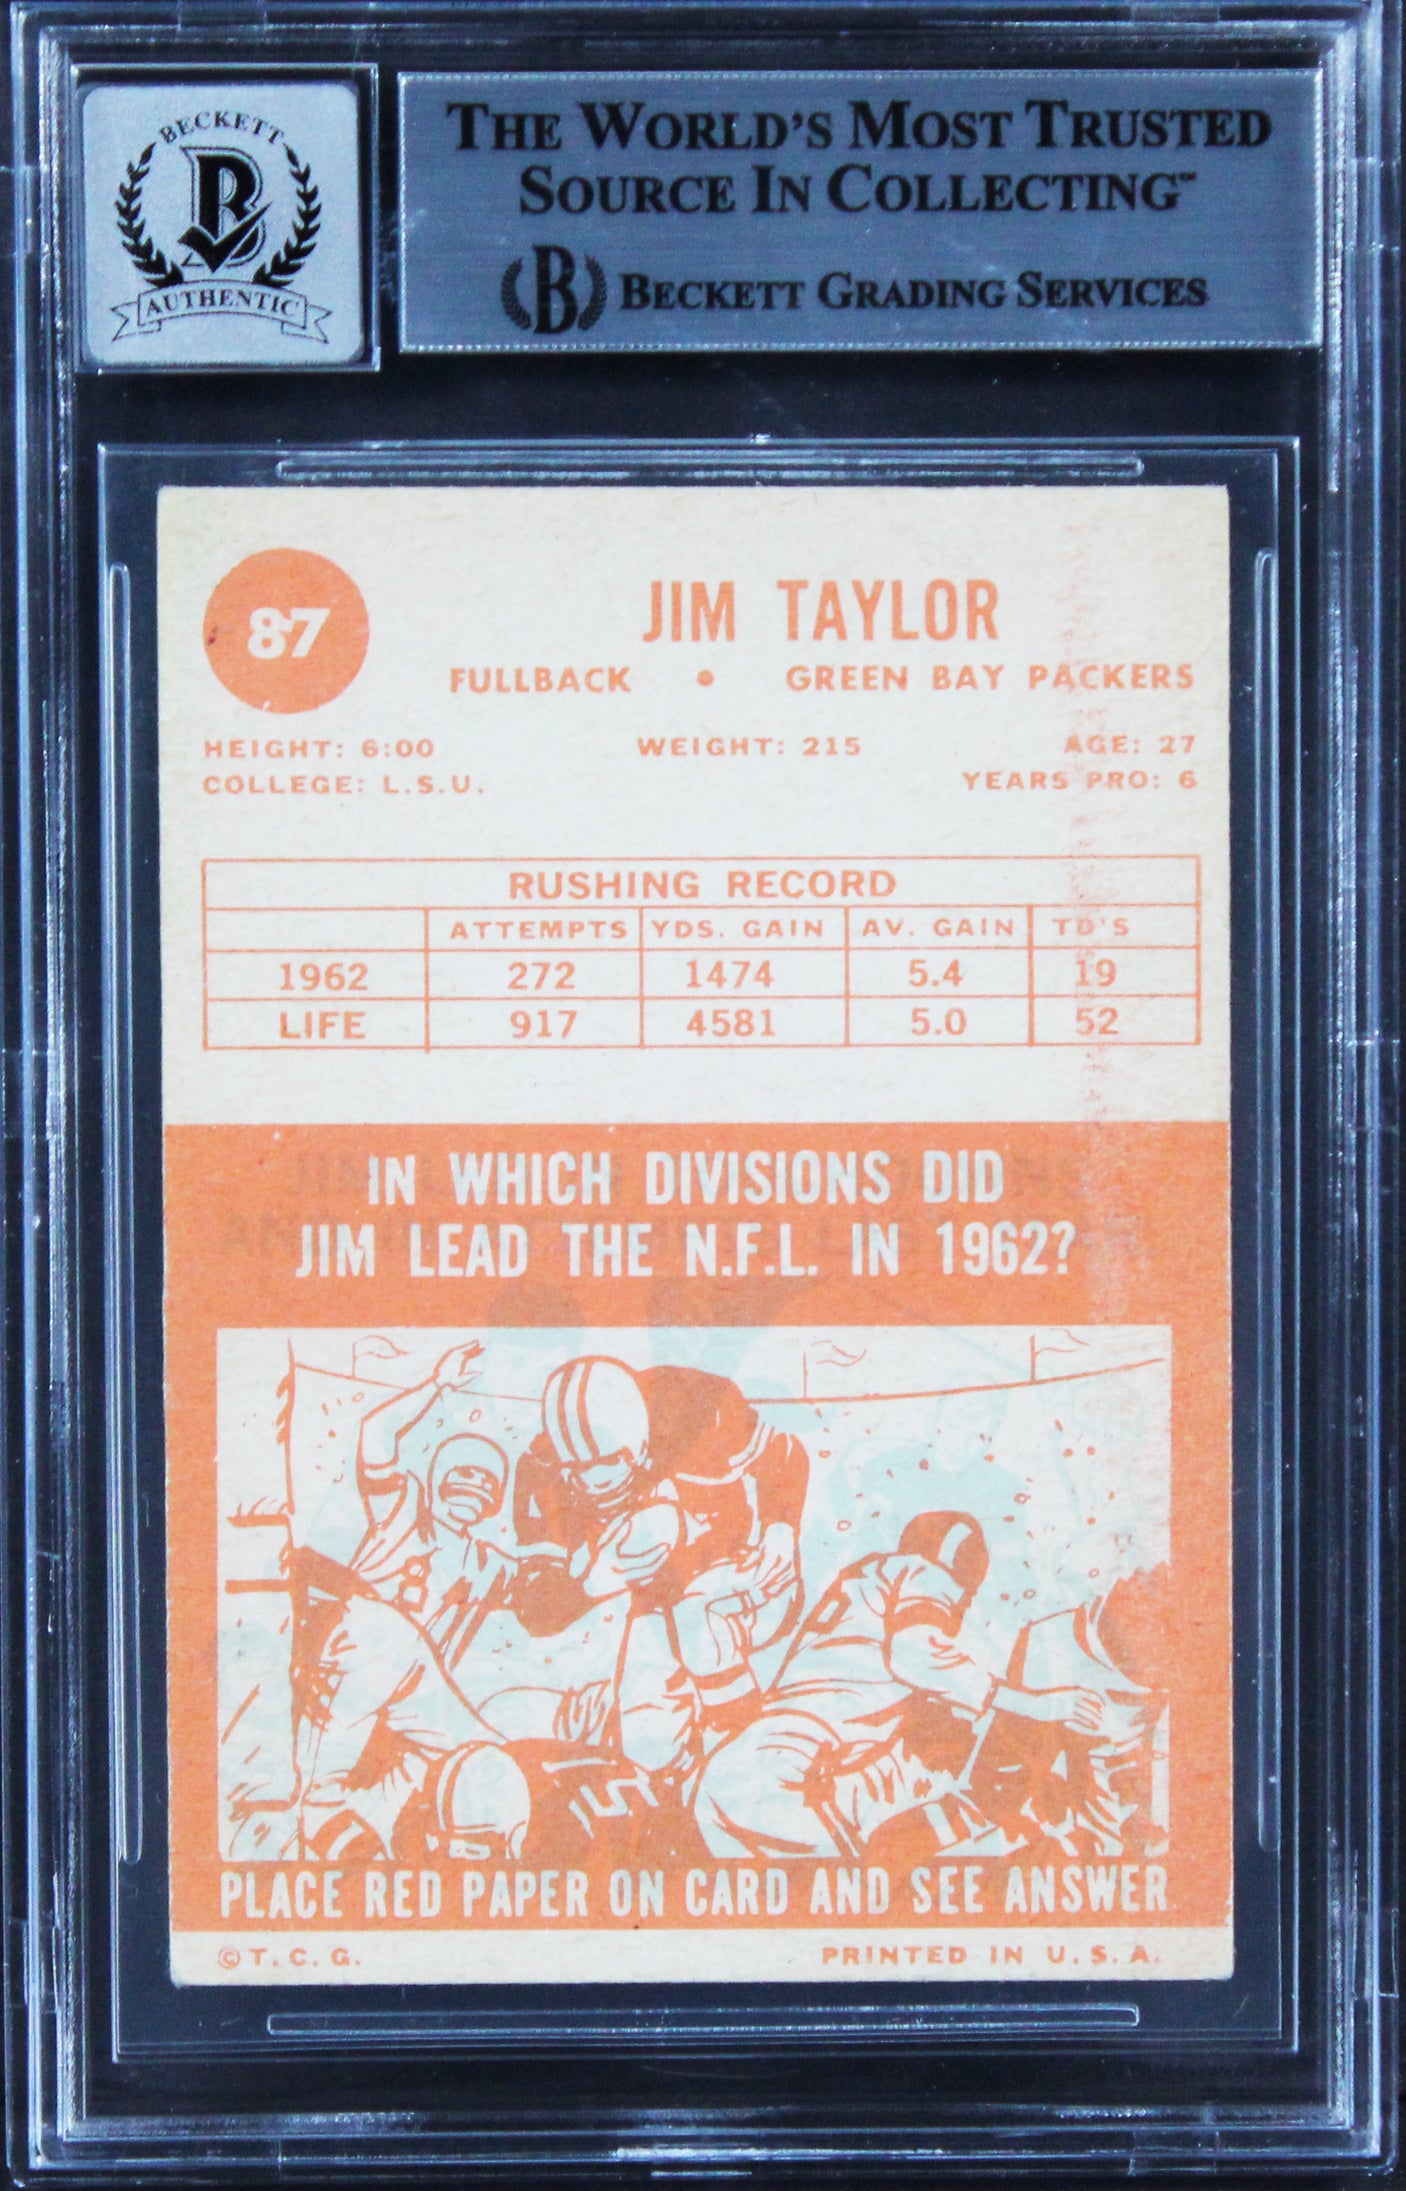 BECKETT
B
AUTHENTIC
THE WORLD'S MOST TRUSTED
SOURCE IN COLLECTING
B BECKETT GRADING SERVICES
87
JIM TAYLOR
FULLBACK • GREEN BAY PACKERS
HEIGHT: 6:00 WEIGHT: 215 AGE: 27
COLLEGE: L.S.U. YEARS PRO: 6
RUSHING RECORD
ATTEMPTS YDS. GAIN AV. GAIN TD'S
1962 272 1474 5.4 19
LIFE 917 4581 5.0 52
IN WHICH DIVISIONS DID
JIM LEAD THE N.F.L. IN 1962?
PLACE RED PAPER ON CARD AND SEE ANSWER
©T.C.G. PRINTED IN U.S.A.